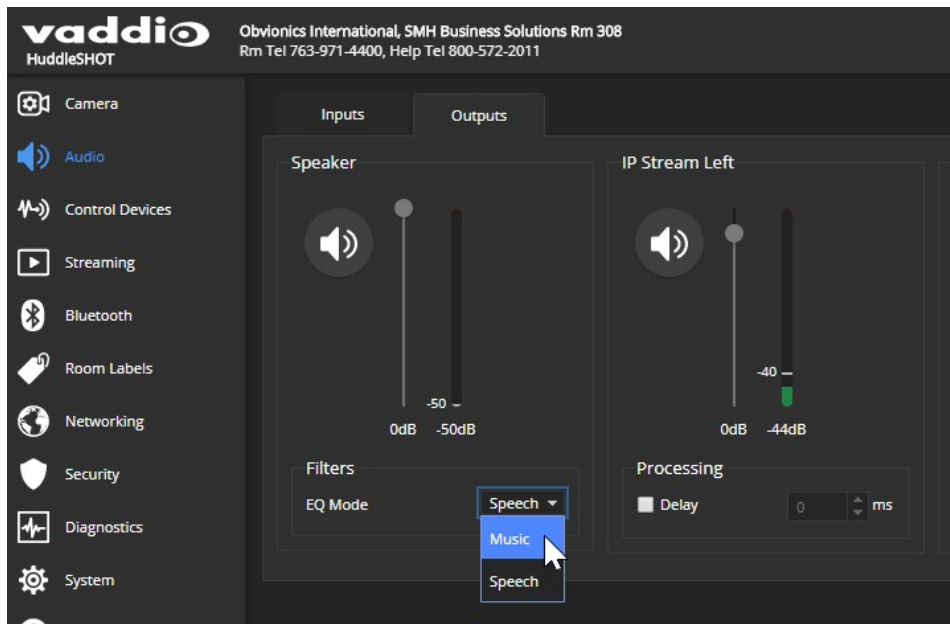 vaddio
HuddleSHOT
Obvionics International, SMH Business Solutions Rm 308
Rm Tel 763-971-4400, Help Tel 800-572-2011
Camera
Audio
Control Devices
Streaming
Bluetooth
Room Labels
Networking
Security
Diagnostics
System
Inputs
Outputs
Speaker
-50
0dB -50dB
Filters
EQ Mode
Speech
Music
Speech
IP Stream Left
-40
0dB -44dB
Processing
Delay
0 ms